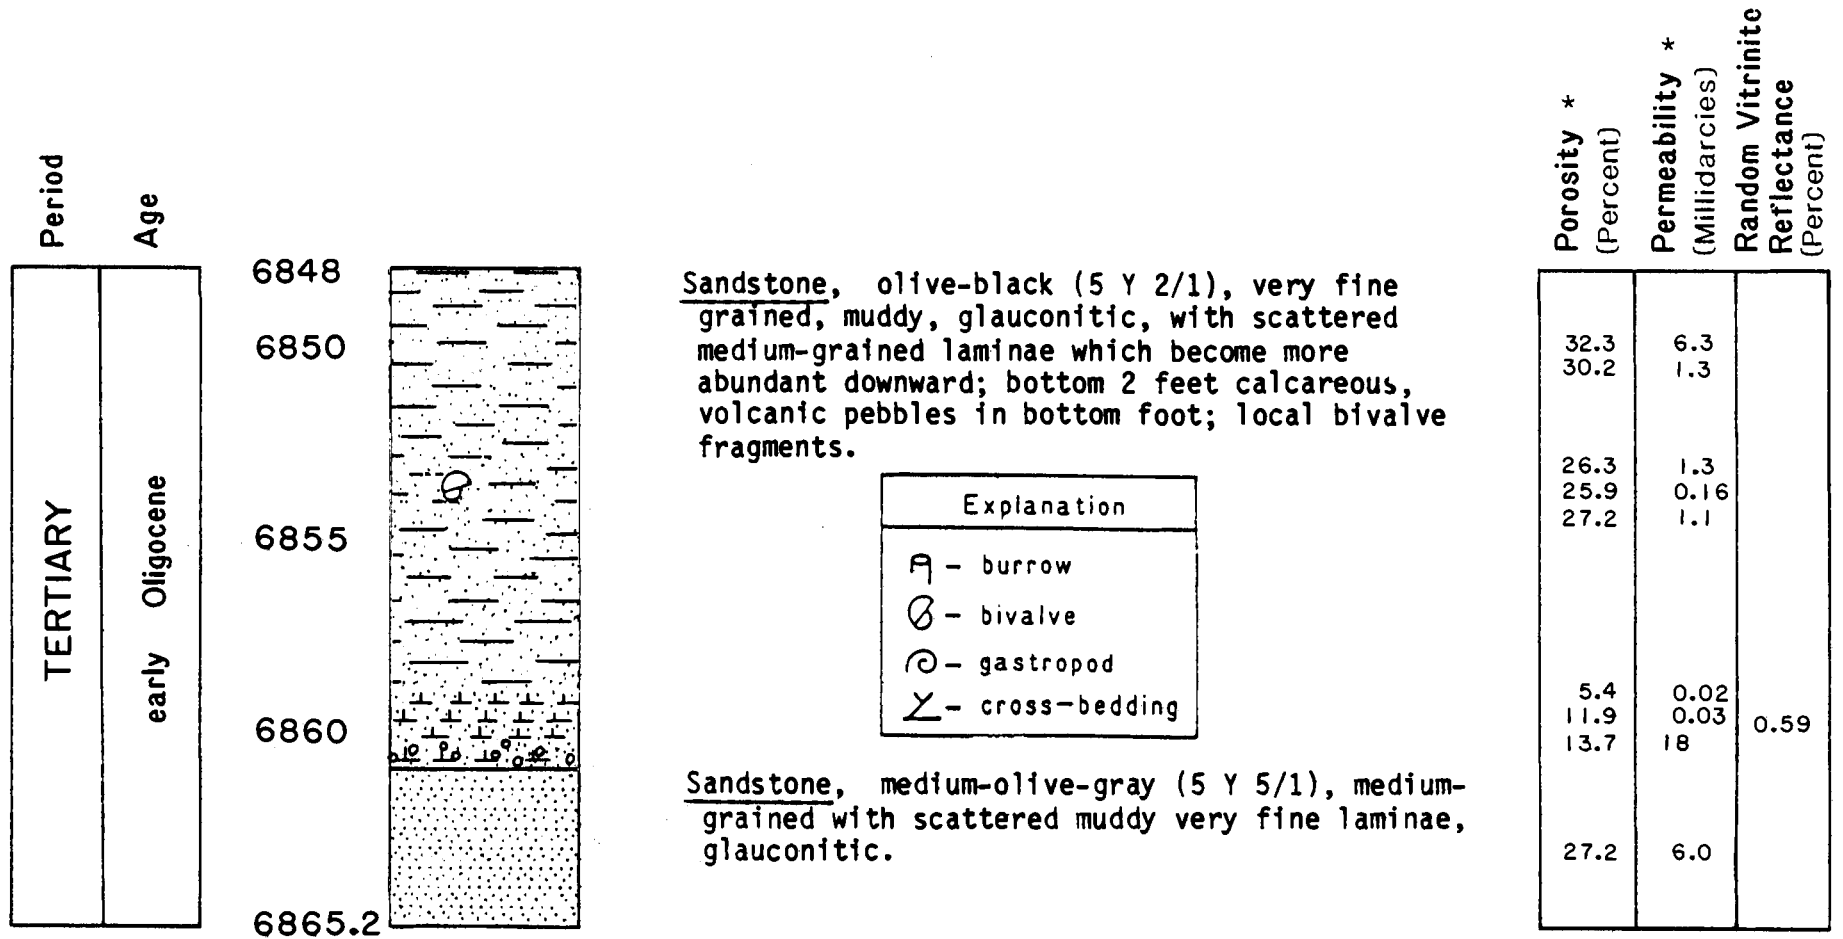 Period
Age
Porosity *
(Percent)
Permeability *
(Millidarcies)
Random Vitrinite
Reflectance
(Percent)
TERTIARY
early Oligocene
6848
6850
6855
6860
6865.2
Sandstone, olive-black (5 Y 2/1), very fine
grained, muddy, glauconitic, with scattered
medium-grained laminae which become more
abundant downward; bottom 2 feet calcareous,
volcanic pebbles in bottom foot; local bivalve
fragments.
Explanation
– burrow
– bivalve
– gastropod
– cross-bedding
Sandstone, medium-olive-gray (5 Y 5/1), medium-
grained with scattered muddy very fine laminae,
glauconitic.
32.3 6.3
30.2 1.3
26.3 1.3
25.9 0.16
27.2 1.1
5.4 0.02
11.9 0.03 0.59
13.7 18
27.2 6.0